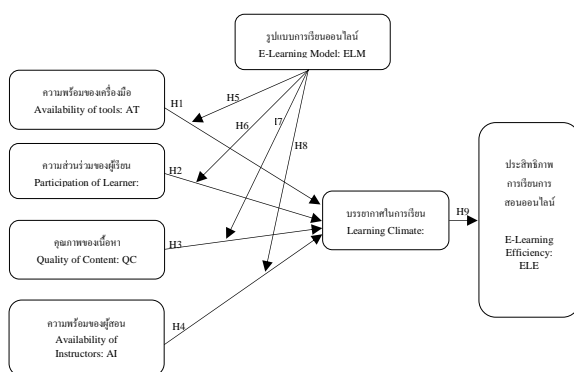 รูปแบบการเรียนออนไลน์
E-Learning Model: ELM
ความพร้อมของเครื่องมือ
Availability of tools: AT
H1
H5
H6
I7
H8
ความส่วนร่วมของผู้เรียน
Participation of Learner:
H2
คุณภาพของเนื้อหา
Quality of Content: QC
H3
ความพร้อมของผู้สอน
Availability of
Instructors: AI
H4
บรรยากาศในการเรียน
Learning Climate:
H9
ประสิทธิภาพ
การเรียนการ
สอนออนไลน์
E-Learning
Efficiency:
ELE